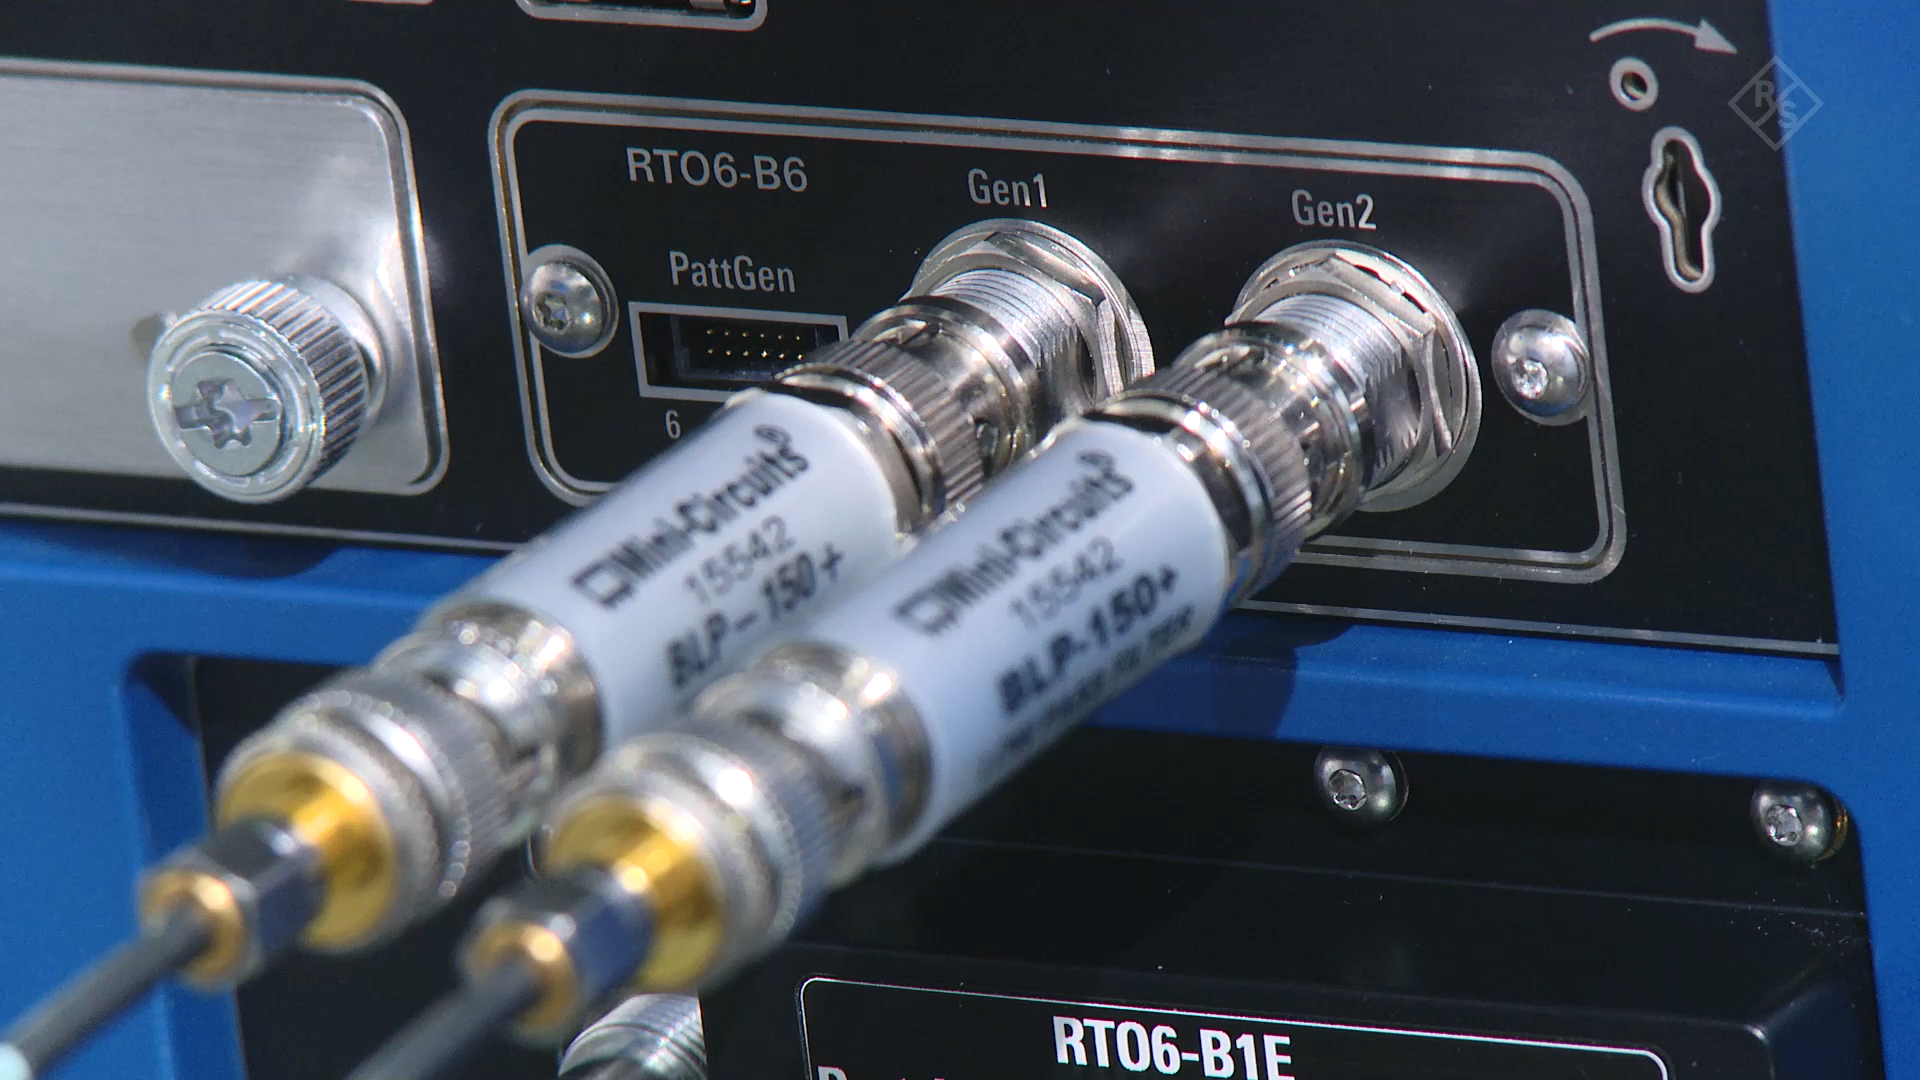 RTO6-B6
Gen1
Gen2
PattGen
6
Mini-Circuits®
15542
BLP-150+
Mini-Circuits®
15542
BLP-150+
R S
RTO6-B1E